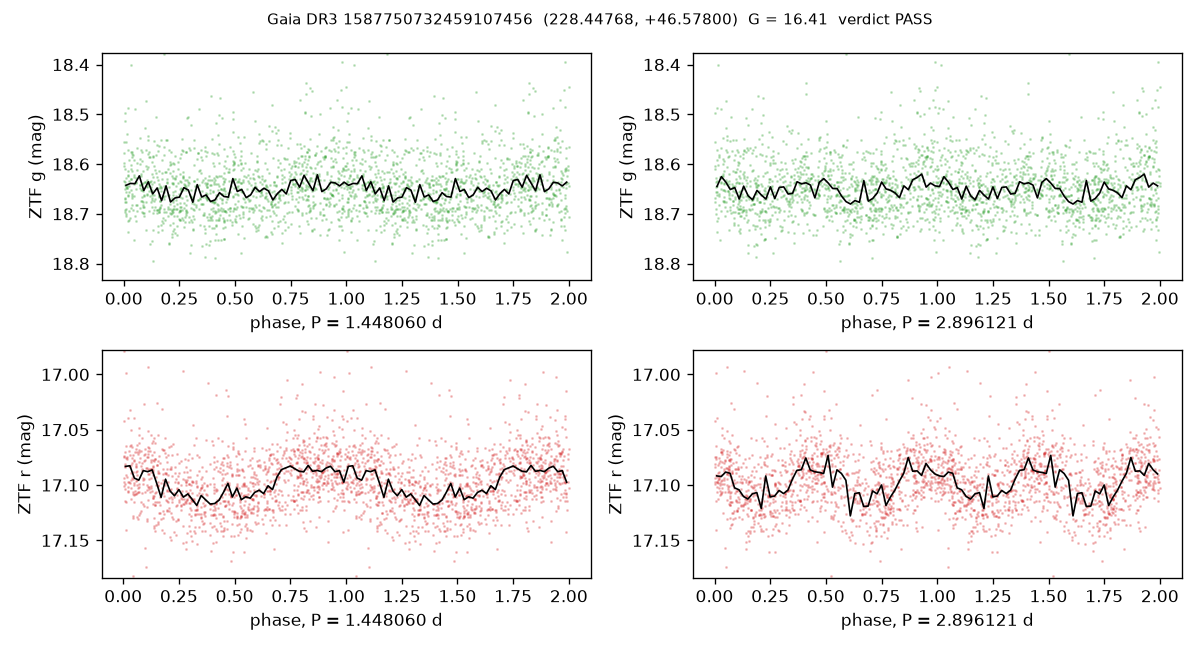 Gaia DR3 1587750732459107456 (228.44768, +46.57800) G = 16.41 verdict PASS
ZTF g (mag)
18.4
18.5
18.6
18.7
18.8
0.00 0.25 0.50 0.75 1.00 1.25 1.50 1.75 2.00
phase, P = 1.448060 d
ZTF g (mag)
18.4
18.5
18.6
18.7
18.8
0.00 0.25 0.50 0.75 1.00 1.25 1.50 1.75 2.00
phase, P = 2.896121 d
ZTF r (mag)
17.00
17.05
17.10
17.15
0.00 0.25 0.50 0.75 1.00 1.25 1.50 1.75 2.00
phase, P = 1.448060 d
ZTF r (mag)
17.00
17.05
17.10
17.15
0.00 0.25 0.50 0.75 1.00 1.25 1.50 1.75 2.00
phase, P = 2.896121 d